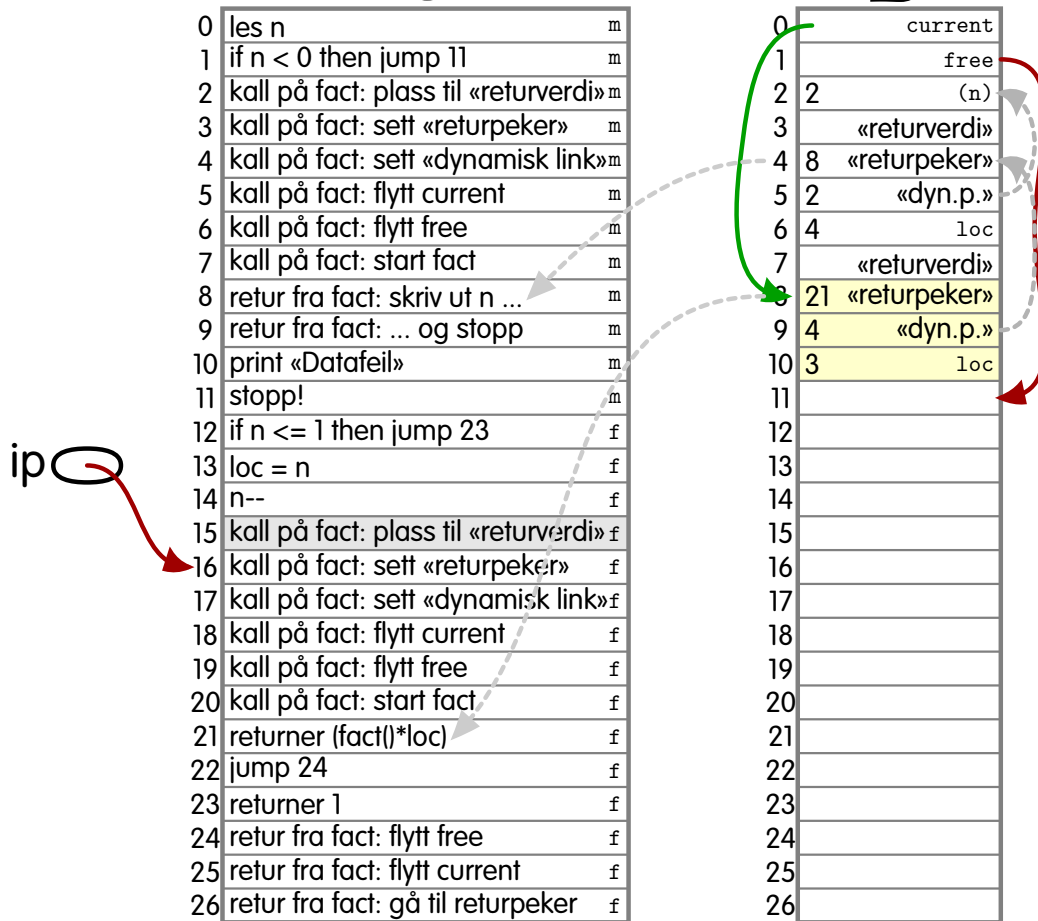 0 les n m
1 if n < 0 then jump 11 m
2 kall på fact: plass til «returverdi» m
3 kall på fact: sett «returpeker» m
4 kall på fact: sett «dynamisk link» m
5 kall på fact: flytt current m
6 kall på fact: flytt free m
7 kall på fact: start fact m
8 retur fra fact: skriv ut n ... m
9 retur fra fact: ... og stopp m
10 print «Datafeil» m
11 stopp! m
12 if n <= 1 then jump 23 f
ip
13 loc = n f
14 n-- f
15 kall på fact: plass til «returverdi» f
16 kall på fact: sett «returpeker» f
17 kall på fact: sett «dynamisk link» f
18 kall på fact: flytt current f
19 kall på fact: flytt free f
20 kall på fact: start fact f
21 returner (fact()*loc) f
22 jump 24 f
23 returner 1 f
24 retur fra fact: flytt free f
25 retur fra fact: flytt current f
26 retur fra fact: gå til returpeker f
0 current
1 free
2 2 (n)
3 «returverdi»
4 8 «returpeker»
5 2 «dyn.p.»
6 4 loc
7 «returverdi»
8 21 «returpeker»
9 4 «dyn.p.»
10 3 loc
11
12
13
14
15
16
17
18
19
20
21
22
23
24
25
26